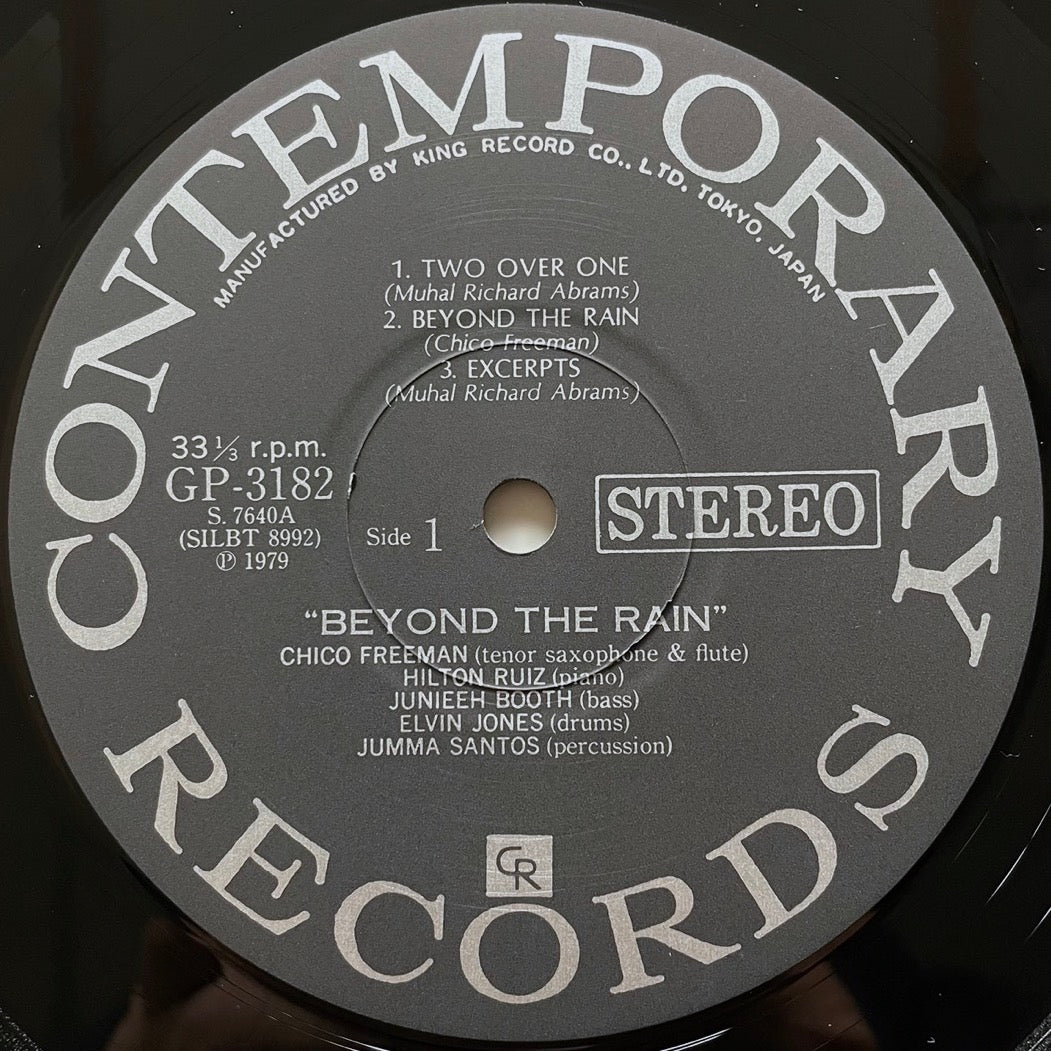 CONTEMPORARY
MANUFACTURED BY KING RECORD CO., LTD. TOKYO, JAPAN
1. TWO OVER ONE
(Muhal Richard Abrams)
2. BEYOND THE RAIN
(Chico Freeman)
3. EXCERPTS
(Muhal Richard Abrams)
33 1/3 r.p.m.
GP-3182
S. 7640A
(SILBT 8992)
℗ 1979
Side 1
STEREO
“BEYOND THE RAIN”
CHICO FREEMAN (tenor saxophone & flute)
HILTON RUIZ (piano)
JUNIEEH BOOTH (bass)
ELVIN JONES (drums)
JUMMA SANTOS (percussion)
CR
RECORDS